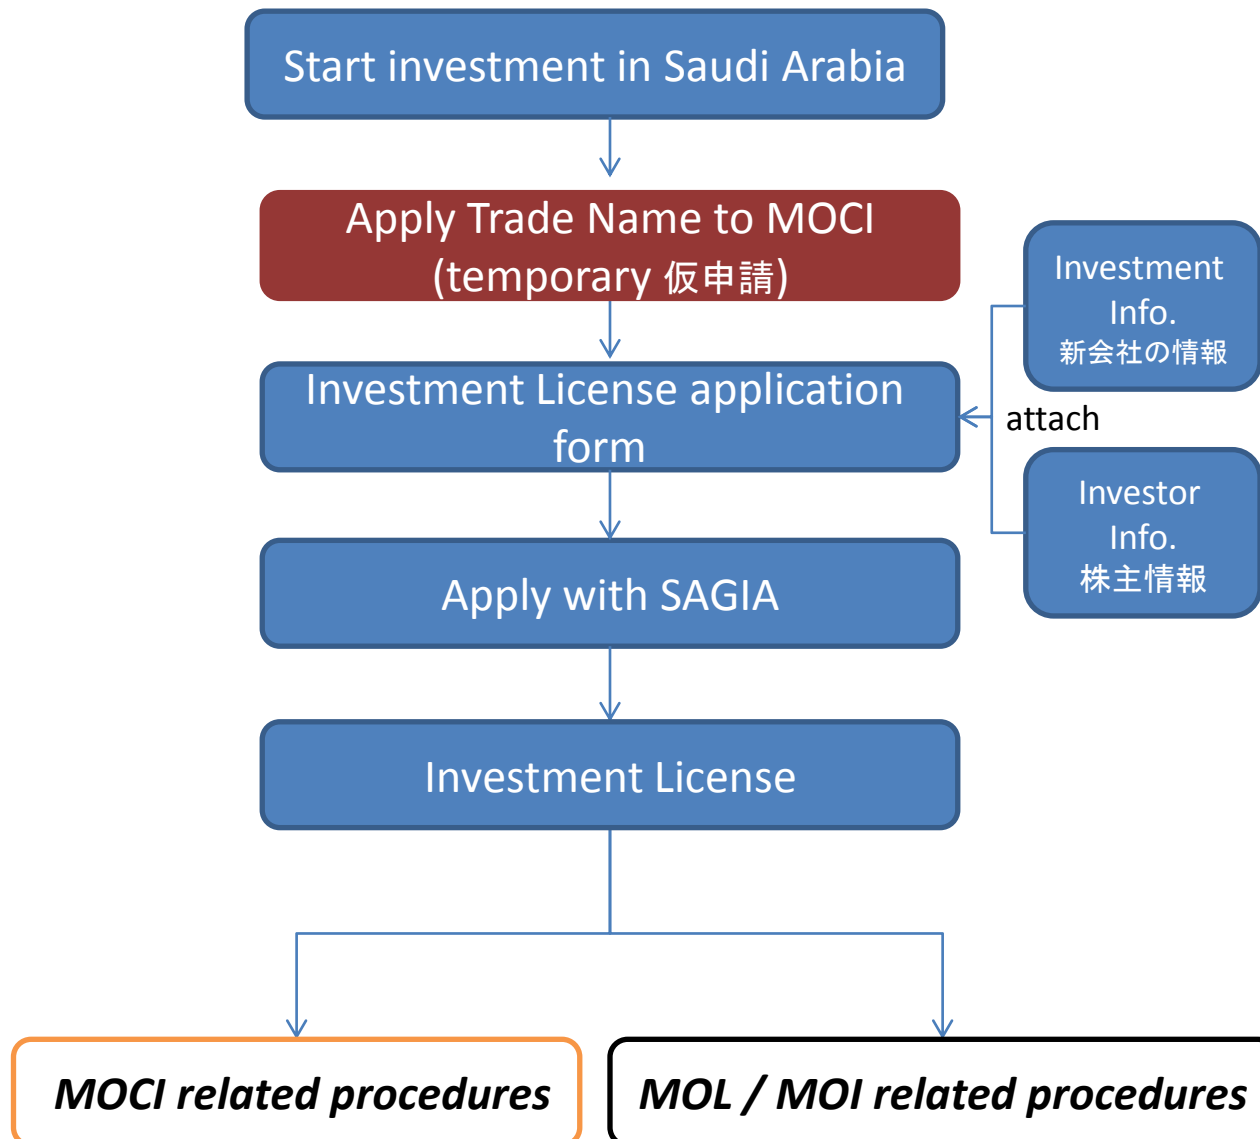 Start investment in Saudi Arabia
Apply Trade Name to MOCI
(temporary 仮申請)
Investment
Info.
新会社の情報
Investment License application
form
attach
Investor
Info.
株主情報
Apply with SAGIA
Investment License
MOCI related procedures
MOL / MOI related procedures